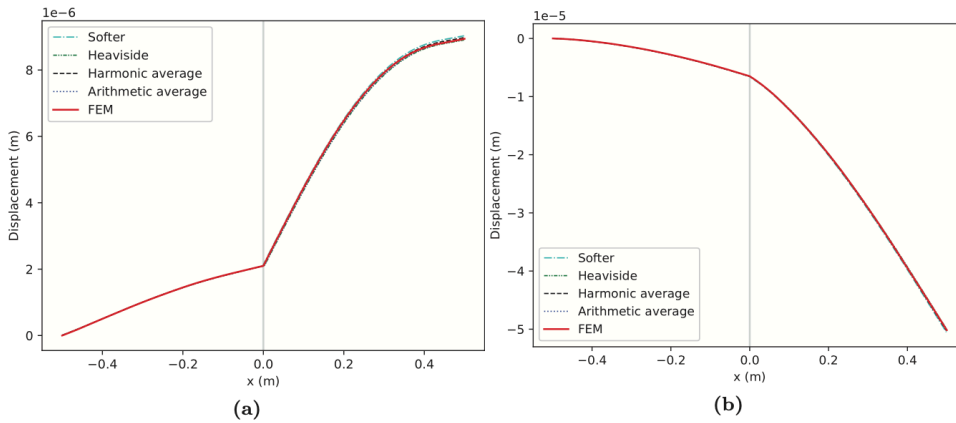 1e−6
Softer
Heaviside
Harmonic average
Arithmetic average
FEM
8
6
4
2
0
Displacement (m)
−0.4
−0.2
0.0
0.2
0.4
x (m)
(a)
1e−5
0
−1
−2
−3
−4
−5
Displacement (m)
Softer
Heaviside
Harmonic average
Arithmetic average
FEM
−0.4
−0.2
0.0
0.2
0.4
x (m)
(b)